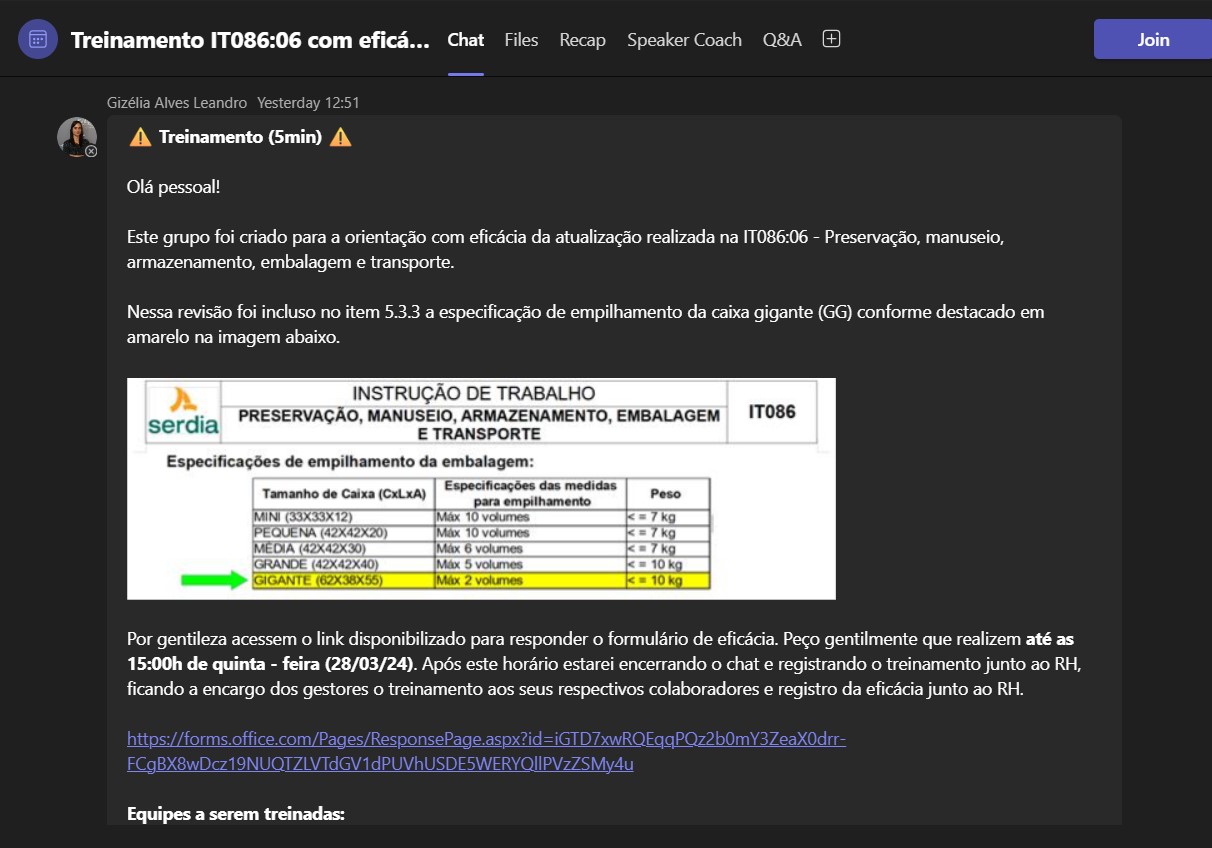 Treinamento IT086:06 com eficá...
Chat
Files
Recap
Speaker Coach
Q&A
Join
Gizélia Alves Leandro Yesterday 12:51
⚠️ Treinamento (5min) ⚠️
Olá pessoal!
Este grupo foi criado para a orientação com eficácia da atualização realizada na IT086:06 - Preservação, manuseio,
armazenamento, embalagem e transporte.
Nessa revisão foi incluso no item 5.3.3 a especificação de empilhamento da caixa gigante (GG) conforme destacado em
amarelo na imagem abaixo.
serdia
INSTRUÇÃO DE TRABALHO
PRESERVAÇÃO, MANUSEIO, ARMAZENAMENTO, EMBALAGEM
E TRANSPORTE
IT086
Especificações de empilhamento da embalagem:
Tamanho de Caixa (CxLxA) Especificações das medidas para empilhamento Peso
MINI (33X33X12) Máx 10 volumes < = 7 kg
PEQUENA (42X42X20) Máx 10 volumes < = 7 kg
MÉDIA (42X42X30) Máx 6 volumes < = 7 kg
GRANDE (42X42X40) Máx 5 volumes < = 10 kg
GIGANTE (62X38X55) Máx 2 volumes < = 10 kg
Por gentileza acessem o link disponibilizado para responder o formulário de eficácia. Peço gentilmente que realizem até as
15:00h de quinta - feira (28/03/24). Após este horário estarei encerrando o chat e registrando o treinamento junto ao RH,
ficando a encargo dos gestores o treinamento aos seus respectivos colaboradores e registro da eficácia junto ao RH.
https://forms.office.com/Pages/ResponsePage.aspx?id=iGTD7xwRQEqqPQz2b0mY3ZeaX0drr-
FCgBX8wDcz19NUQTZLVTdGV1dPUVhUSDE5WERYQllPVzZSMy4u
Equipes a serem treinadas: